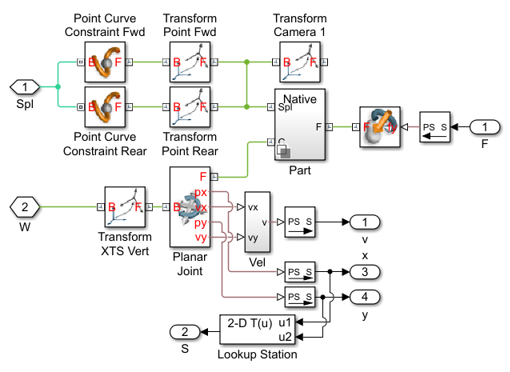 Point Curve
Constraint Fwd
Transform
Point Fwd
Transform
Camera 1
B F
B F
B F
1
Spl
B F
B F
Point Curve
Constraint Rear
Transform
Point Rear
Native
Spl
C
F
Part
F
PS S
1
F
2
W
B F
Transform
XTS Vert
B
F
px
vx
py
vy
Planar
Joint
vx
vy
v
Vel
PS S
1
v
x
PS S
3
PS S
4
y
2
S
2-D T(u)
u1
u2
Lookup Station